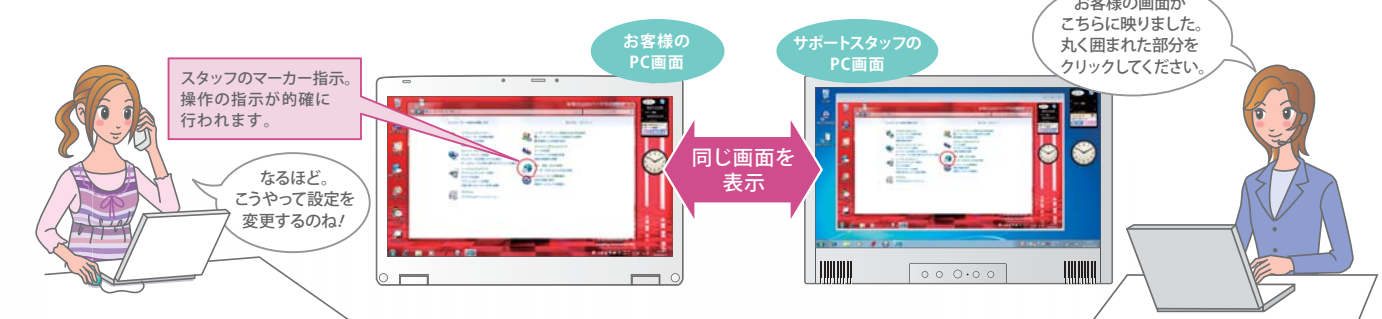 お客様の画面が
こちらに映りました。
丸く囲まれた部分を
クリックしてください。
お客様の
PC画面
サポートスタッフの
PC画面
スタッフのマーカー指示。
操作の指示が的確に
行われます。
同じ画面を
表示
なるほど。
こうやって設定を
変更するのね!